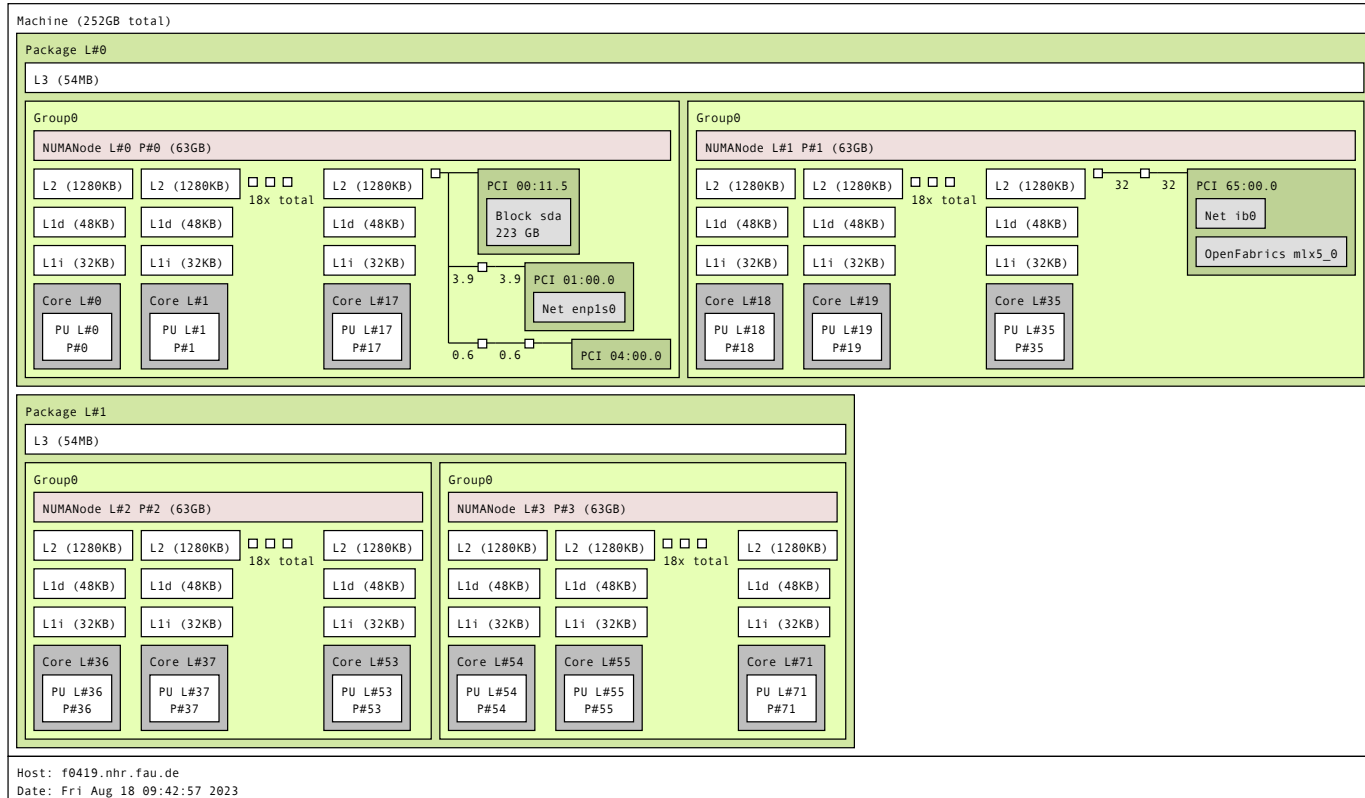 Machine (252GB total)
Package L#0
L3 (54MB)
Group0
NUMANode L#0 P#0 (63GB)
L2 (1280KB) L2 (1280KB) 18x total L2 (1280KB)
L1d (48KB) L1d (48KB) L1d (48KB)
L1i (32KB) L1i (32KB) L1i (32KB)
Core L#0 Core L#1 Core L#17
PU L#0 PU L#1 PU L#17
P#0 P#1 P#17
PCI 00:11.5
Block sda
223 GB
3.9 3.9 PCI 01:00.0
Net enp1s0
0.6 0.6 PCI 04:00.0
Group0
NUMANode L#1 P#1 (63GB)
L2 (1280KB) L2 (1280KB) 18x total L2 (1280KB)
L1d (48KB) L1d (48KB) L1d (48KB)
L1i (32KB) L1i (32KB) L1i (32KB)
Core L#18 Core L#19 Core L#35
PU L#18 PU L#19 PU L#35
P#18 P#19 P#35
32 32 PCI 65:00.0
Net ib0
OpenFabrics mlx5_0
Package L#1
L3 (54MB)
Group0
NUMANode L#2 P#2 (63GB)
L2 (1280KB) L2 (1280KB) 18x total L2 (1280KB)
L1d (48KB) L1d (48KB) L1d (48KB)
L1i (32KB) L1i (32KB) L1i (32KB)
Core L#36 Core L#37 Core L#53
PU L#36 PU L#37 PU L#53
P#36 P#37 P#53
Group0
NUMANode L#3 P#3 (63GB)
L2 (1280KB) L2 (1280KB) 18x total L2 (1280KB)
L1d (48KB) L1d (48KB) L1d (48KB)
L1i (32KB) L1i (32KB) L1i (32KB)
Core L#54 Core L#55 Core L#71
PU L#54 PU L#55 PU L#71
P#54 P#55 P#71
Host: f0419.nhr.fau.de
Date: Fri Aug 18 09:42:57 2023